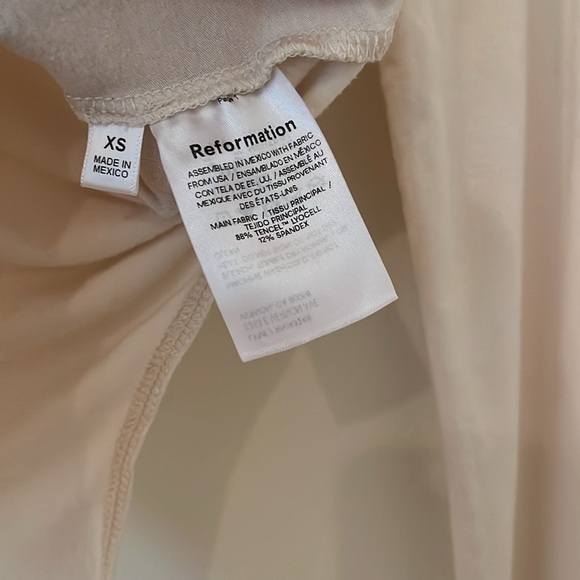 XS
MADE IN
MEXICO
Page 1
Reformation
ASSEMBLED IN MEXICO WITH FABRIC
FROM USA / ENSAMBLADO EN MÉXICO
CON TELA DE EE.UU. / ASSEMBLÉ AU
MEXIQUE AVEC DU TISSU PROVENANT
DES ÉTATS-UNIS
MAIN FABRIC / TISSU PRINCIPAL /
TEJIDO PRINCIPAL
88% TENCEL™ LYOCELL
12% SPANDEX